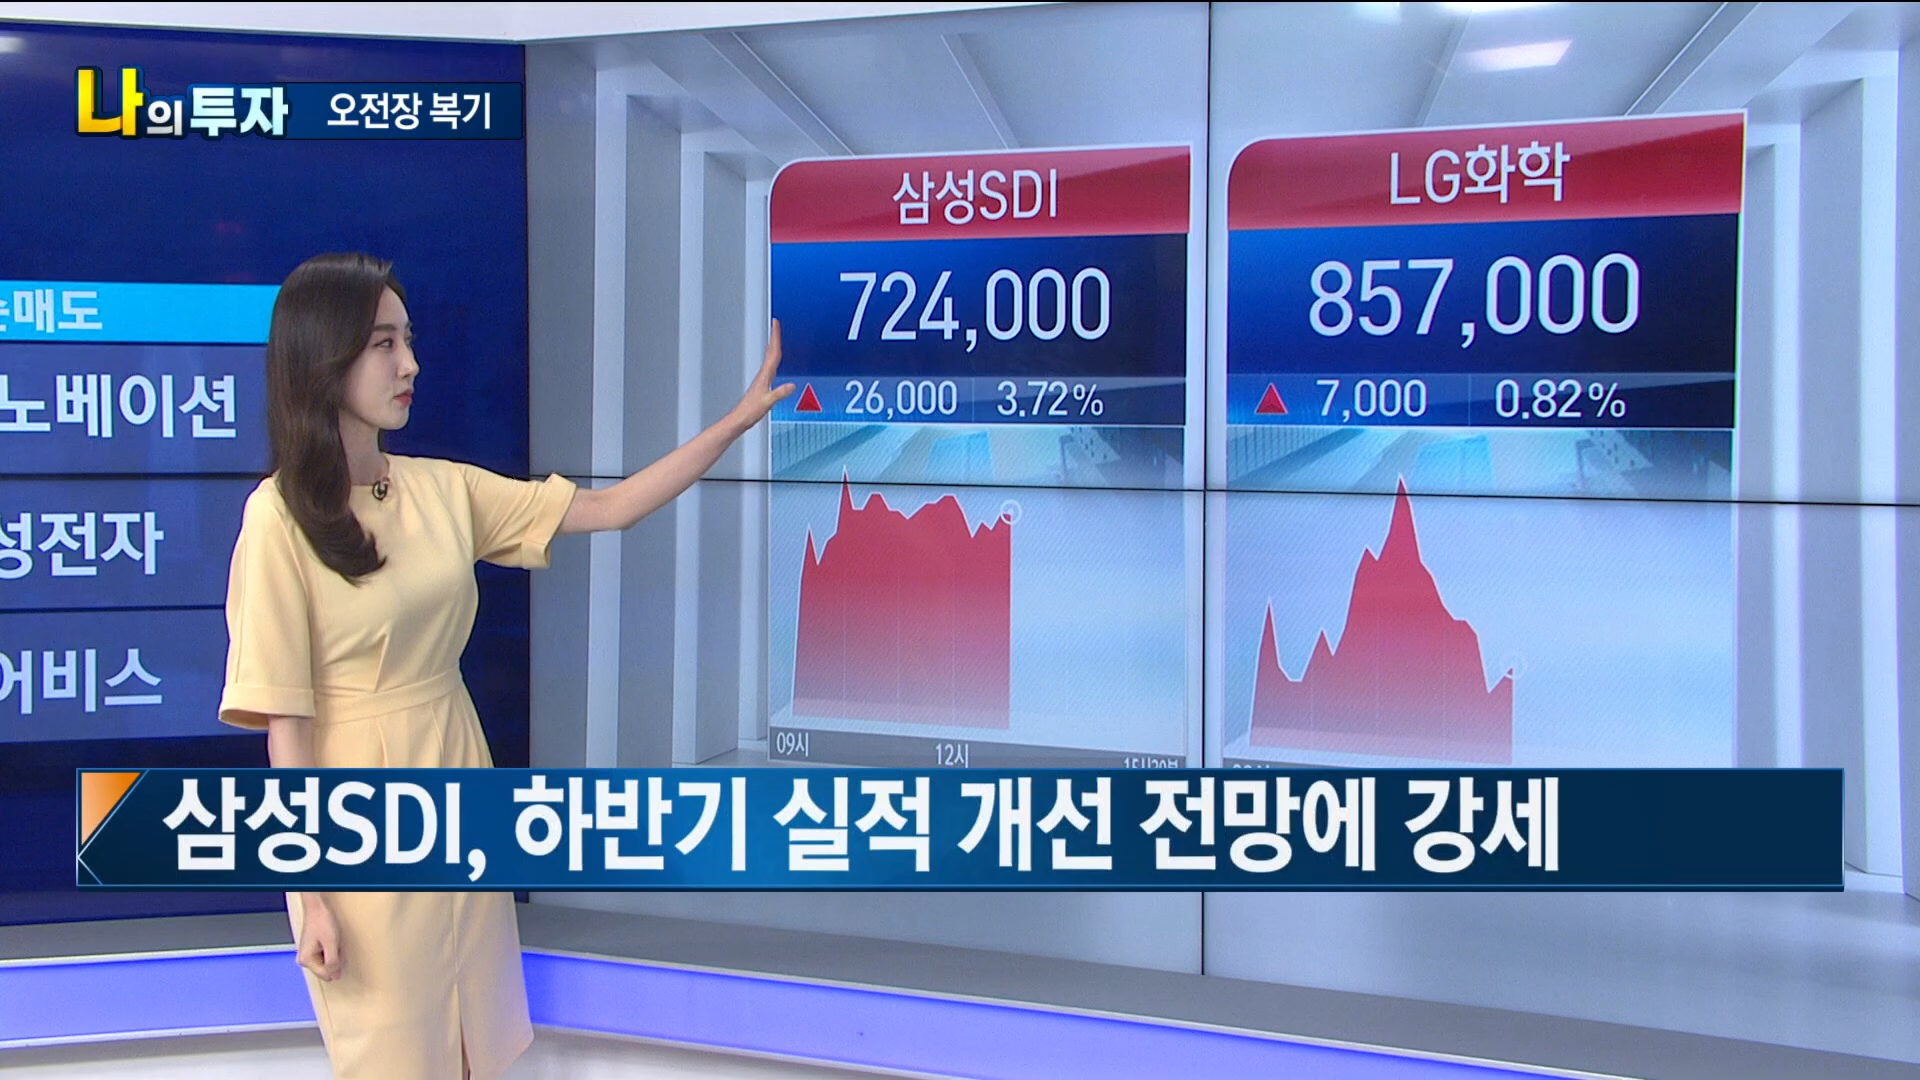 나의 투자 오전장 복기
순매도
노베이션
성전자
어비스
삼성SDI
724,000
▲ 26,000 3.72%
09시 12시
LG화학
857,000
▲ 7,000 0.82%
삼성SDI, 하반기 실적 개선 전망에 강세